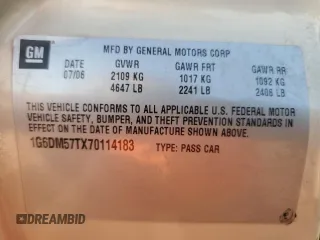 GM
MFD BY GENERAL MOTORS CORP
DATE GVWR GAWR FRT GAWR RR
07/06 2109 KG 1017 KG 1092 KG
4647 LB 2241 LB 2406 LB
THIS VEHICLE CONFORMS TO ALL APPLICABLE U.S. FEDERAL MOTOR
VEHICLE SAFETY, BUMPER, AND THEFT PREVENTION STANDARDS IN
EFFECT ON THE DATE OF MANUFACTURE SHOWN ABOVE.
1G6DM57TX70114183 TYPE: PASS CAR
DREAMBID